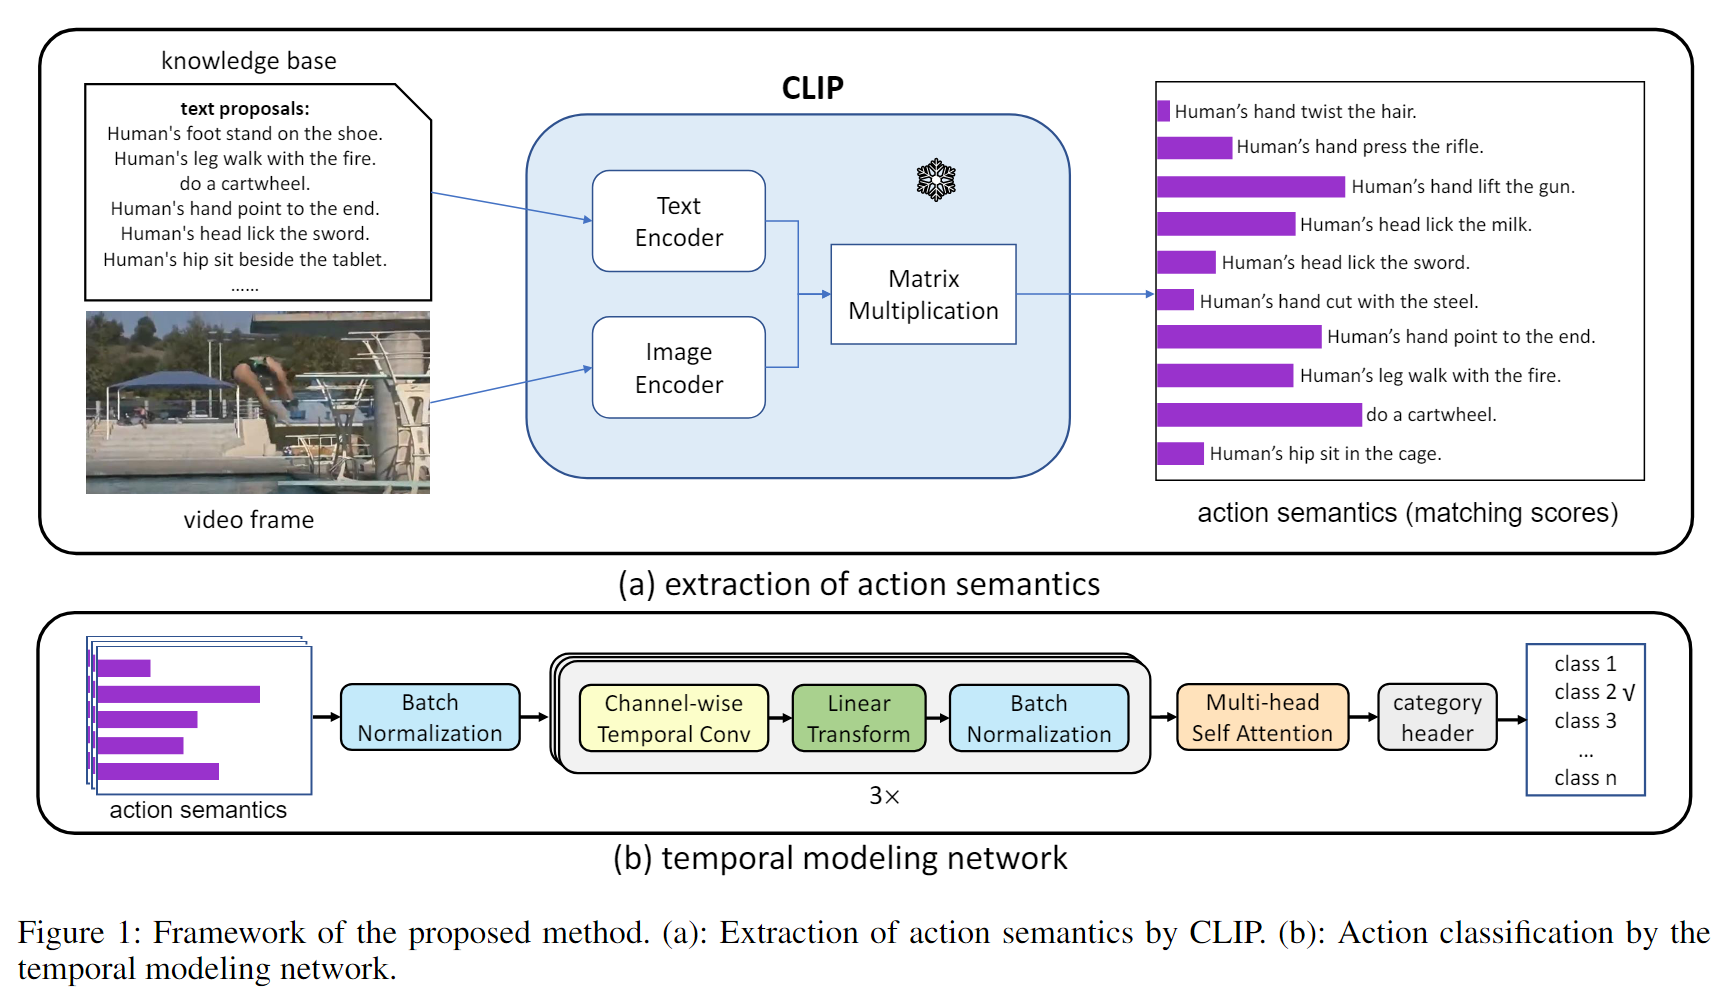 knowledge base
text proposals:
Human's foot stand on the shoe.
Human's leg walk with the fire.
do a cartwheel.
Human's hand point to the end.
Human's head lick the sword.
Human's hip sit beside the tablet.
......
video frame
CLIP
Text
Encoder
Image
Encoder
Matrix
Multiplication
Human’s hand twist the hair.
Human’s hand press the rifle.
Human’s hand lift the gun.
Human’s head lick the milk.
Human’s head lick the sword.
Human’s hand cut with the steel.
Human’s hand point to the end.
Human’s leg walk with the fire.
do a cartwheel.
Human’s hip sit in the cage.
action semantics (matching scores)
(a) extraction of action semantics
action semantics
Batch
Normalization
Channel-wise
Temporal Conv
Linear
Transform
Batch
Normalization
3×
Multi-head
Self Attention
category
header
class 1
class 2 √
class 3
...
class n
(b) temporal modeling network
Figure 1: Framework of the proposed method. (a): Extraction of action semantics by CLIP. (b): Action classification by the
temporal modeling network.